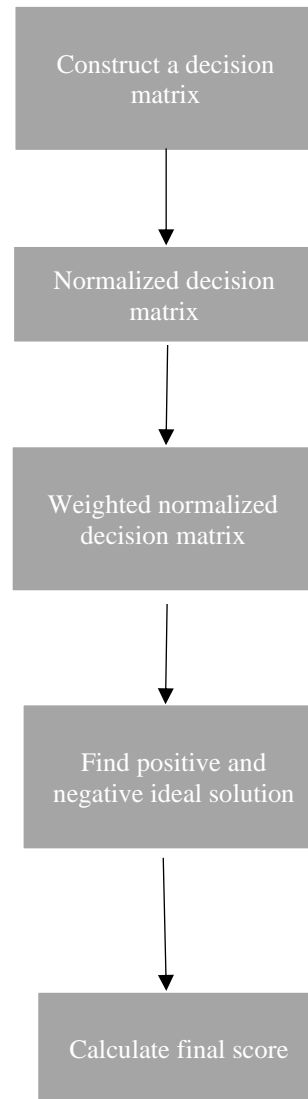 Construct a decision
matrix
Normalized decision
matrix
Weighted normalized
decision matrix
Find positive and
negative ideal solution
Calculate final score